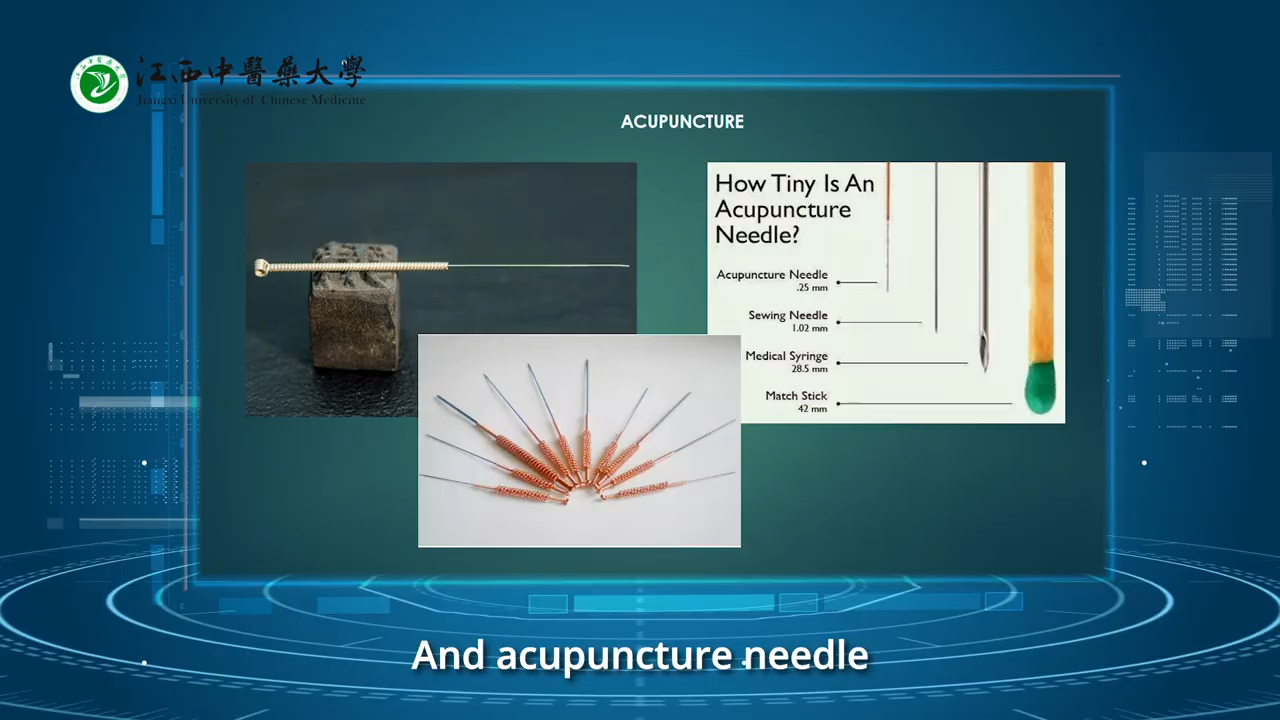 江西中醫藥大學
Jiangxi University of Chinese Medicine
ACUPUNCTURE
How Tiny Is An
Acupuncture
Needle?
Acupuncture Needle
.25 mm
Sewing Needle
1.02 mm
Medical Syringe
28.5 mm
Match Stick
42 mm
And acupuncture needle